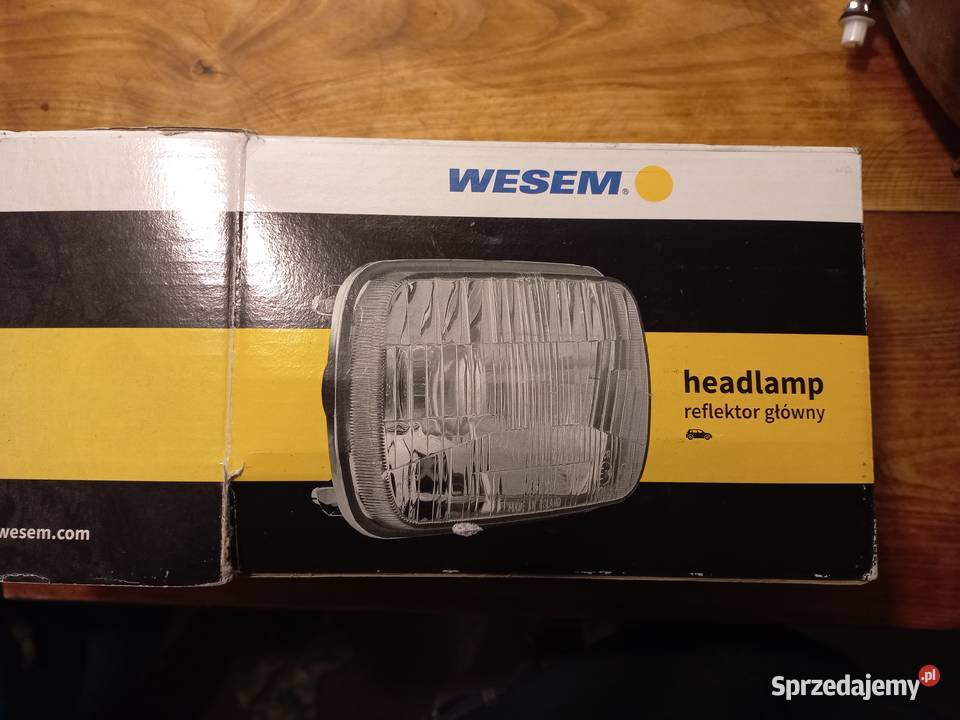 WESEM®
headlamp
reflektor główny
wesem.com
Sprzedajemy.pl